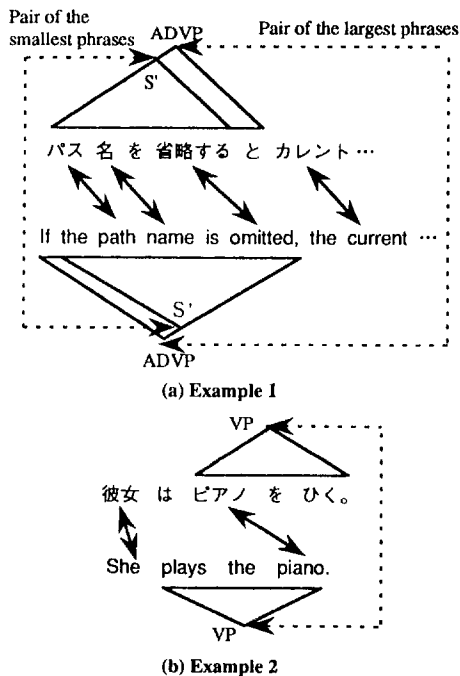 Pair of the smallest phrases
ADVP
Pair of the largest phrases
S'
パス 名 を 省略する と カレント …
If the path name is omitted, the current …
S'
ADVP
(a) Example 1
VP
彼女 は ピアノ を ひく。
She plays the piano.
VP
(b) Example 2